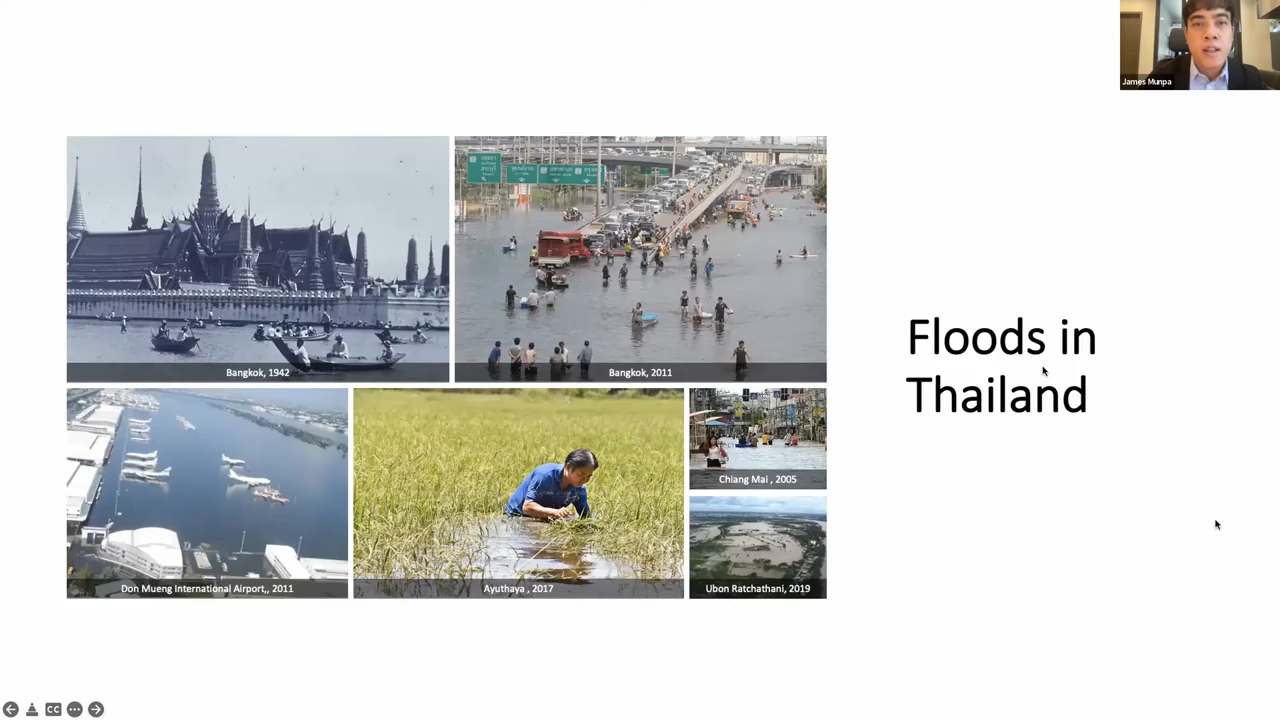 James Munpa
Bangkok, 1942
Bangkok, 2011
Floods in
Thailand
Chiang Mai , 2005
Don Mueng International Airport,, 2011
Ayuthaya , 2017
Ubon Ratchathani, 2019
CC